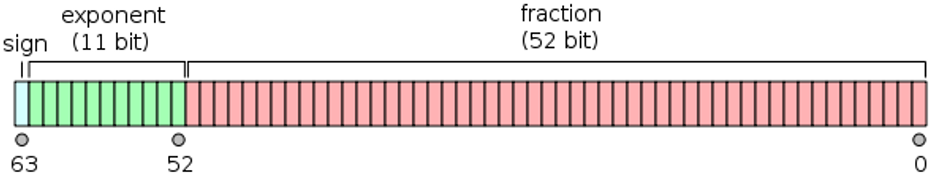 sign
exponent
(11 bit)
fraction
(52 bit)
63
52
0